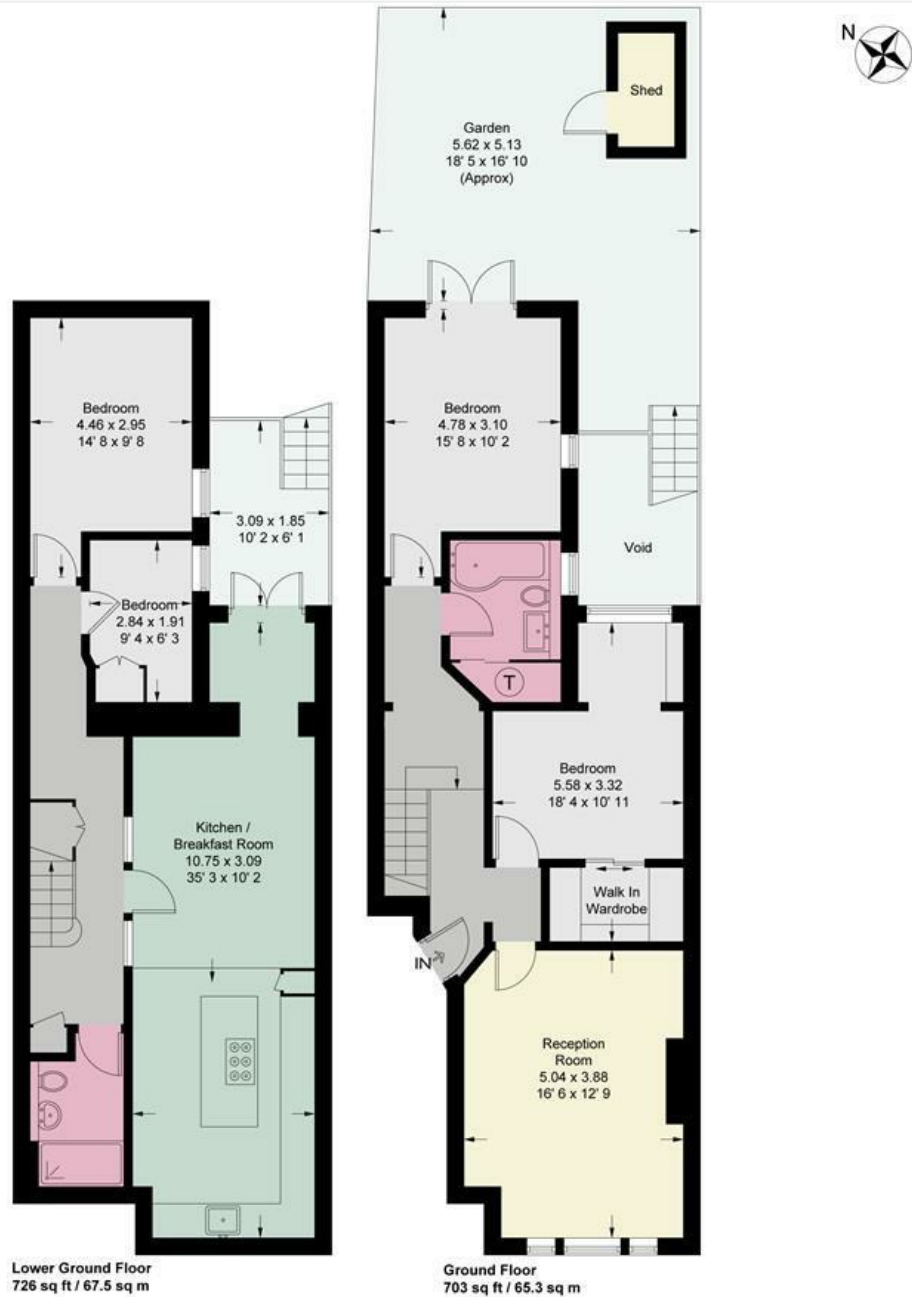 N
Shed
Garden
5.62 x 5.13
18' 5 x 16' 10
(Approx)
Bedroom
4.46 x 2.95
14' 8 x 9' 8
Bedroom
4.78 x 3.10
15' 8 x 10' 2
3.09 x 1.85
10' 2 x 6' 1
Void
Bedroom
2.84 x 1.91
9' 4 x 6' 3
T
Bedroom
5.58 x 3.32
18' 4 x 10' 11
Kitchen /
Breakfast Room
10.75 x 3.09
35' 3 x 10' 2
Walk In
Wardrobe
IN
Reception
Room
5.04 x 3.88
16' 6 x 12' 9
Lower Ground Floor
726 sq ft / 67.5 sq m
Ground Floor
703 sq ft / 65.3 sq m